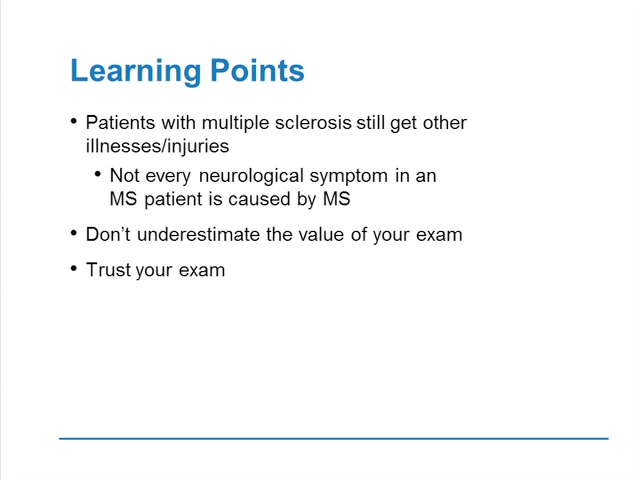 Learning Points
• Patients with multiple sclerosis still get other
illnesses/injuries
• Not every neurological symptom in an
MS patient is caused by MS
• Don't underestimate the value of your exam
• Trust your exam